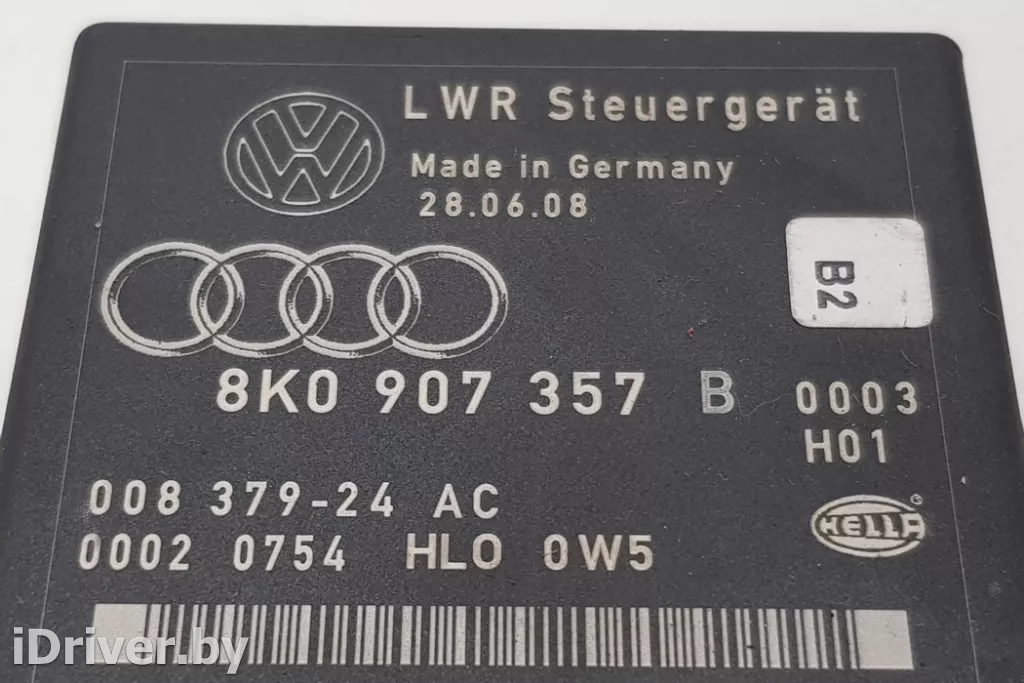 LWR Steuergerät
Made in Germany
28.06.08
B2
8K0 907 357 B 0003
H01
008 379-24 AC
HELLA
0002 0754 HLO 0W5
iDriver.by